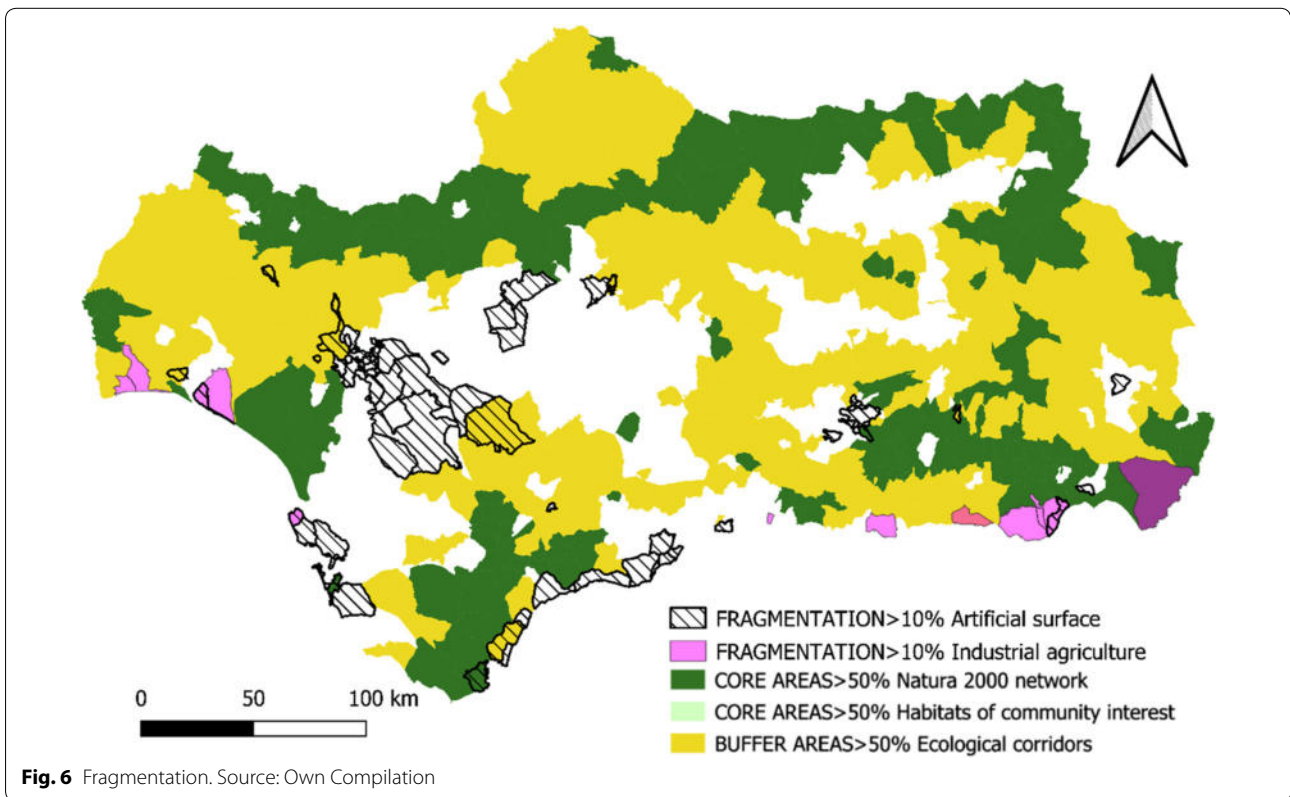 FRAGMENTATION>10% Artificial surface
FRAGMENTATION>10% Industrial agriculture
CORE AREAS>50% Natura 2000 network
CORE AREAS>50% Habitats of community interest
BUFFER AREAS>50% Ecological corridors
0 50 100 km
Fig. 6 Fragmentation. Source: Own Compilation